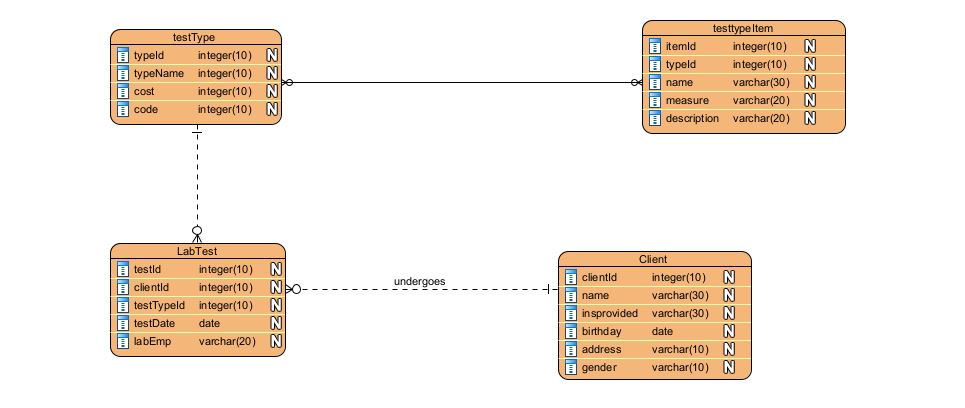 testType
typeId integer(10) N
typeName integer(10) N
cost integer(10) N
code integer(10) N
testtypeItem
itemId integer(10) N
typeId integer(10) N
name varchar(30) N
measure varchar(20) N
description varchar(20) N
LabTest
testId integer(10) N
clientId integer(10) N
testTypeId integer(10) N
testDate date N
labEmp varchar(20) N
undergoes
Client
clientId integer(10) N
name varchar(30) N
insprovided varchar(30) N
birthday date N
address varchar(10) N
gender varchar(10) N